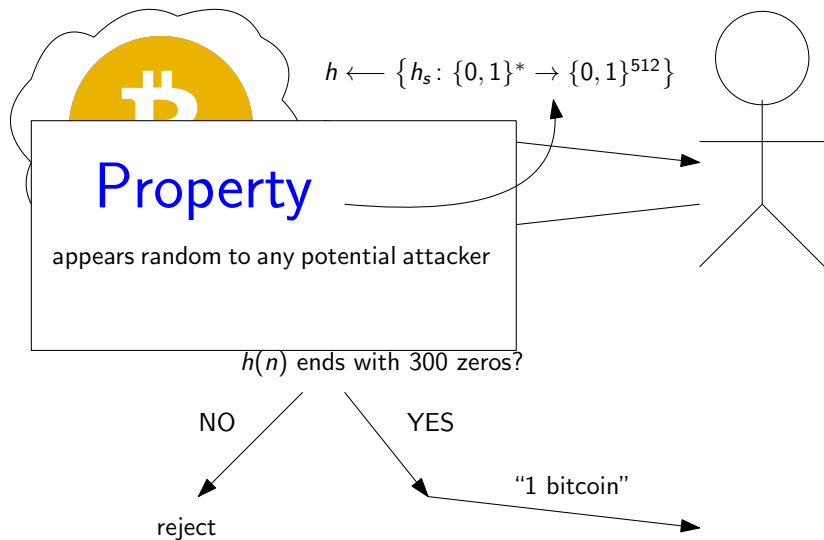 h ⟵ {h_s : {0, 1}* → {0, 1}^512}
Property
appears random to any potential attacker
h(n) ends with 300 zeros?
NO
YES
“1 bitcoin”
reject